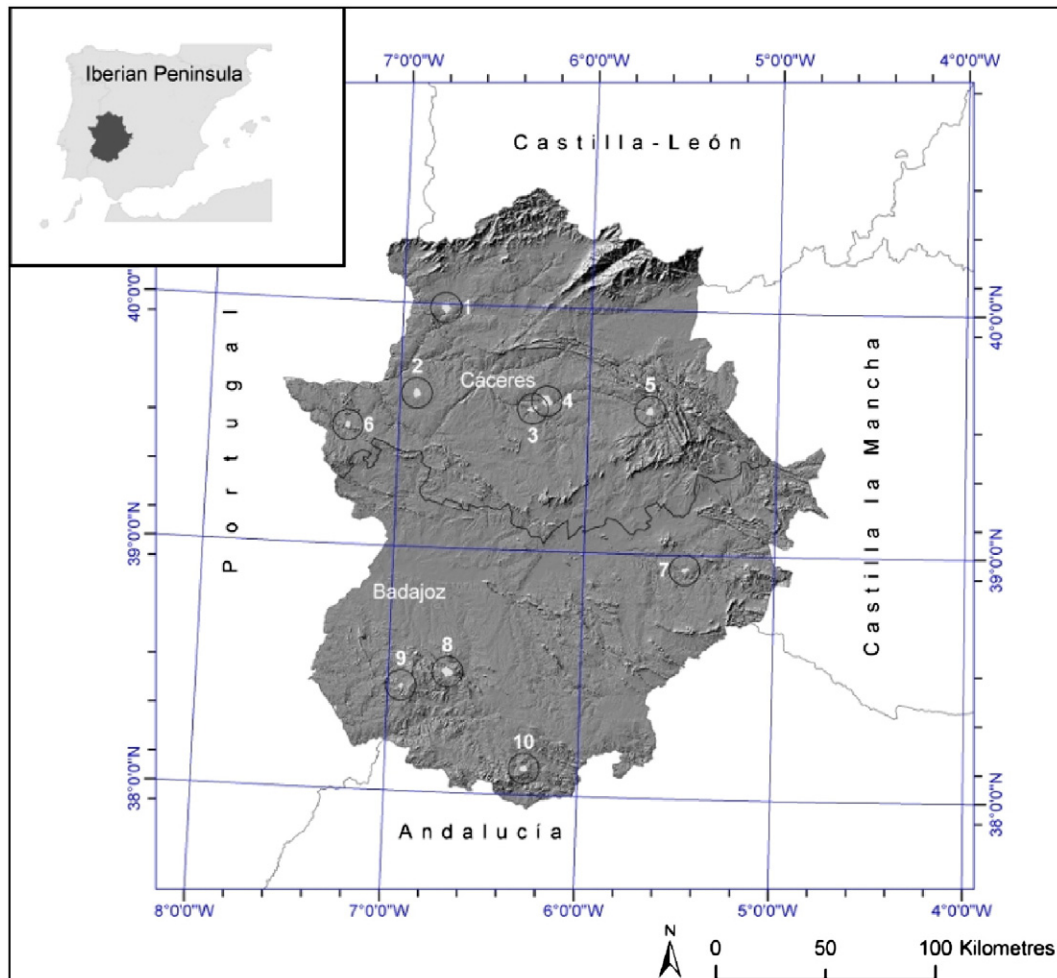 Iberian Peninsula
7°0'0"W
6°0'0"W
5°0'0"W
4°0'0"W
Castilla-León
40°0'0"N
40°0'0"N
Portugal
Castilla la Mancha
1
2
Cáceres
3
4
5
6
39°0'0"N
39°0'0"N
7
Badajoz
8
9
10
38°0'0"N
38°0'0"N
Andalucía
8°0'0"W
7°0'0"W
6°0'0"W
5°0'0"W
4°0'0"W
N
0 50 100 Kilometres